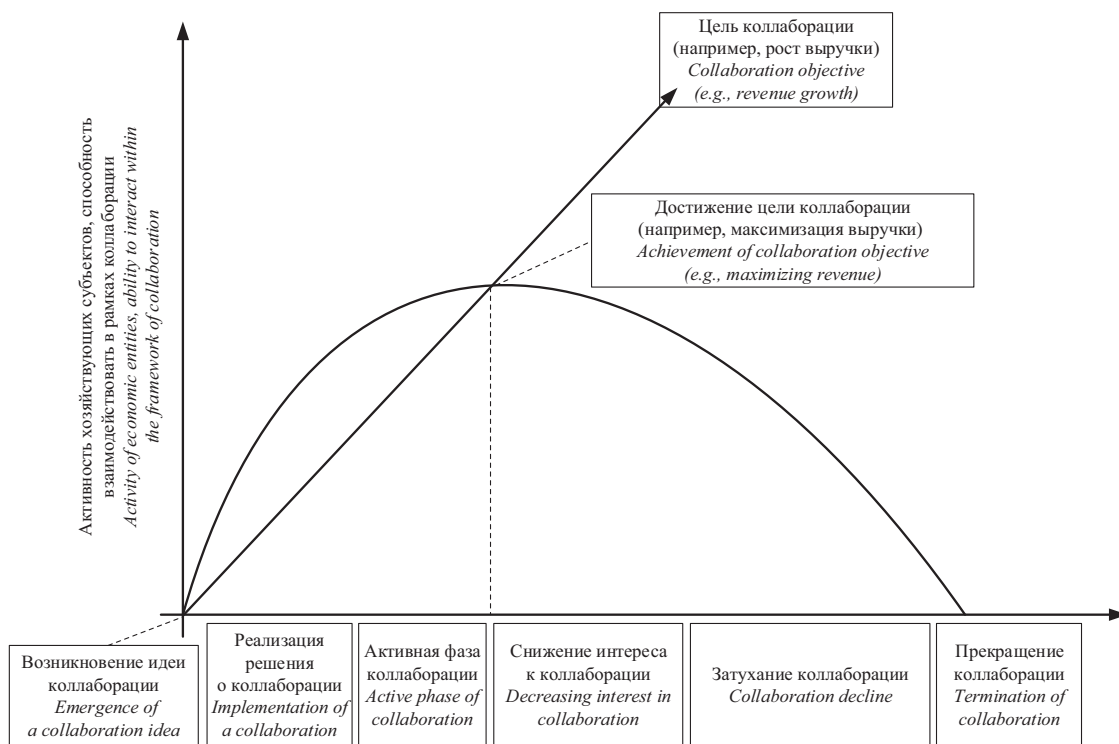 Цель коллаборации
(например, рост выручки)
Collaboration objective
(e.g., revenue growth)
Достижение цели коллаборации
(например, максимизация выручки)
Achievement of collaboration objective
(e.g., maximizing revenue)
Активность хозяйствующих субъектов, способность
взаимодействовать в рамках коллаборации
Activity of economic entities, ability to interact within
the framework of collaboration
Возникновение идеи
коллаборации
Emergence of
a collaboration idea
Реализация
решения
о коллаборации
Implementation of
a collaboration
Активная фаза
коллаборации
Active phase of
collaboration
Снижение интереса
к коллаборации
Decreasing interest in
collaboration
Затухание коллаборации
Collaboration decline
Прекращение
коллаборации
Termination of
collaboration